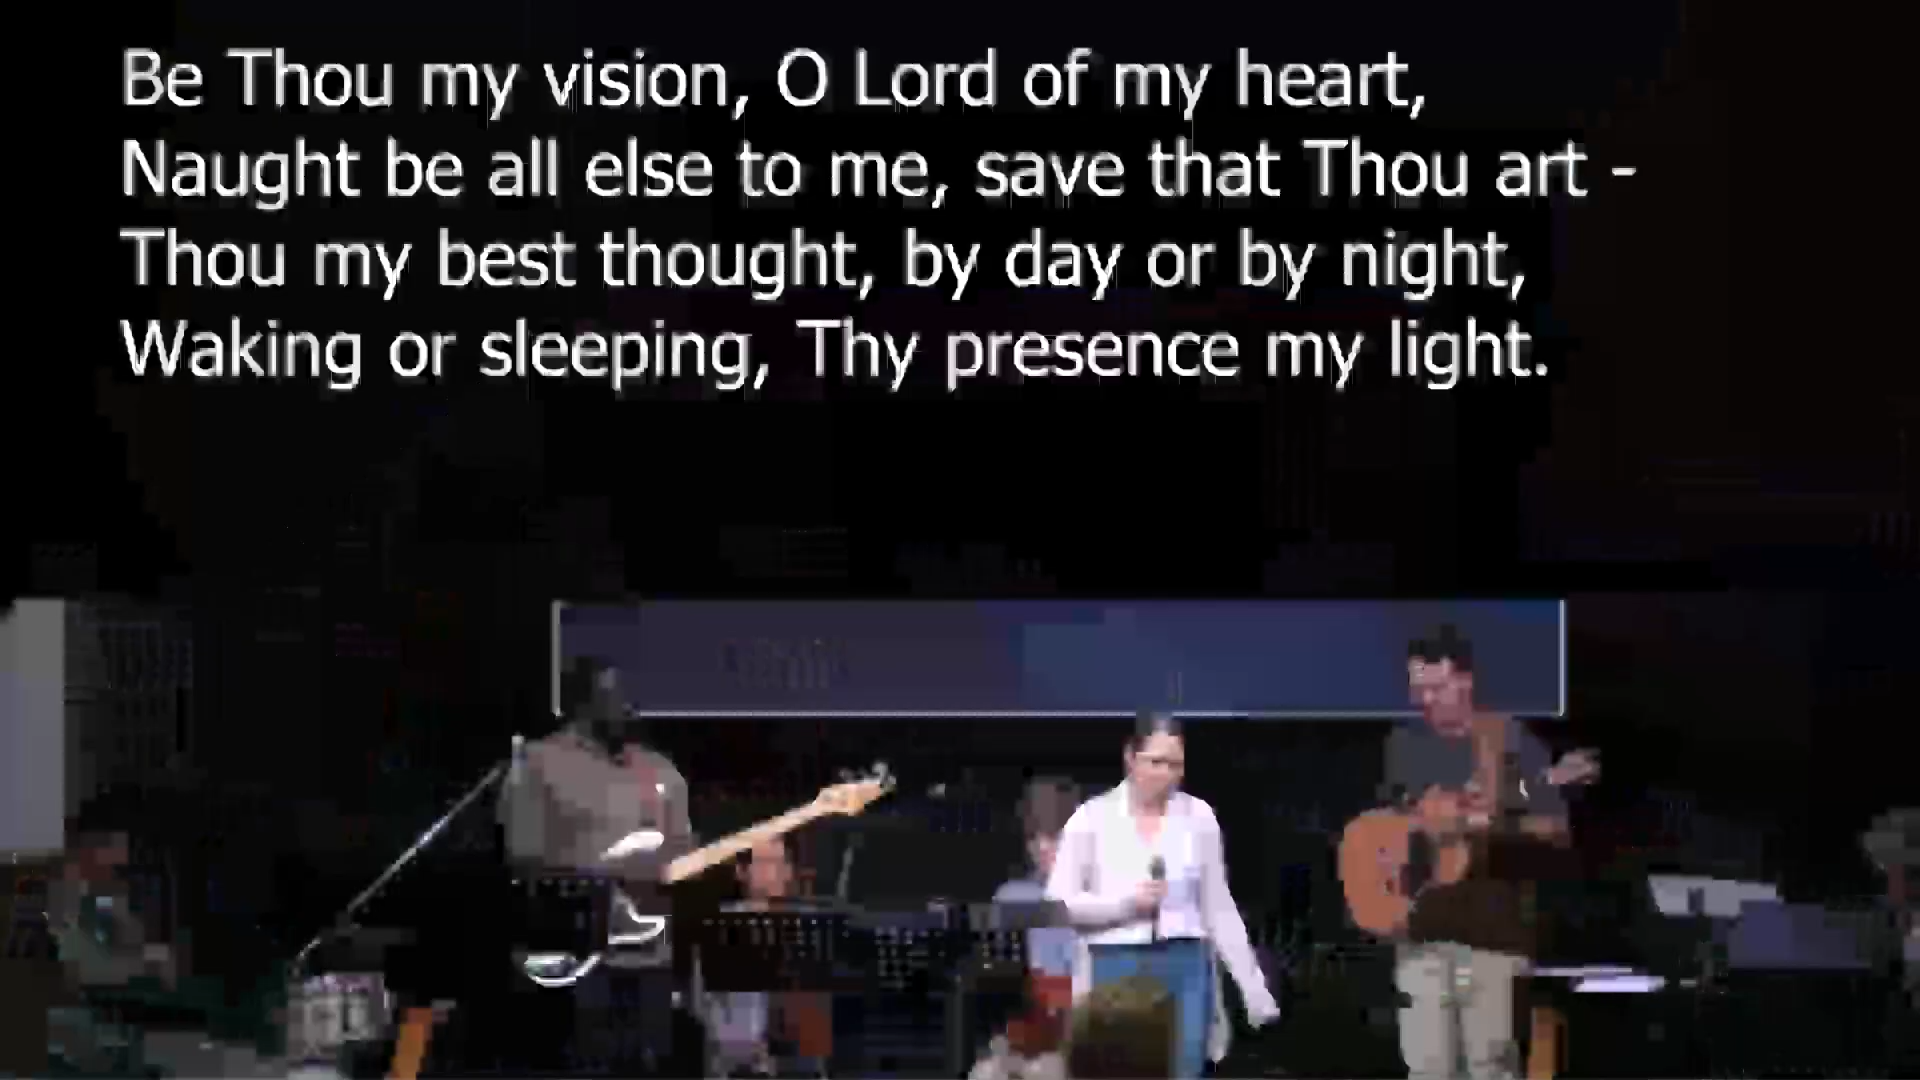 Be Thou my vision, O Lord of my heart,
Naught be all else to me, save that Thou art -
Thou my best thought, by day or by night,
Waking or sleeping, Thy presence my light.